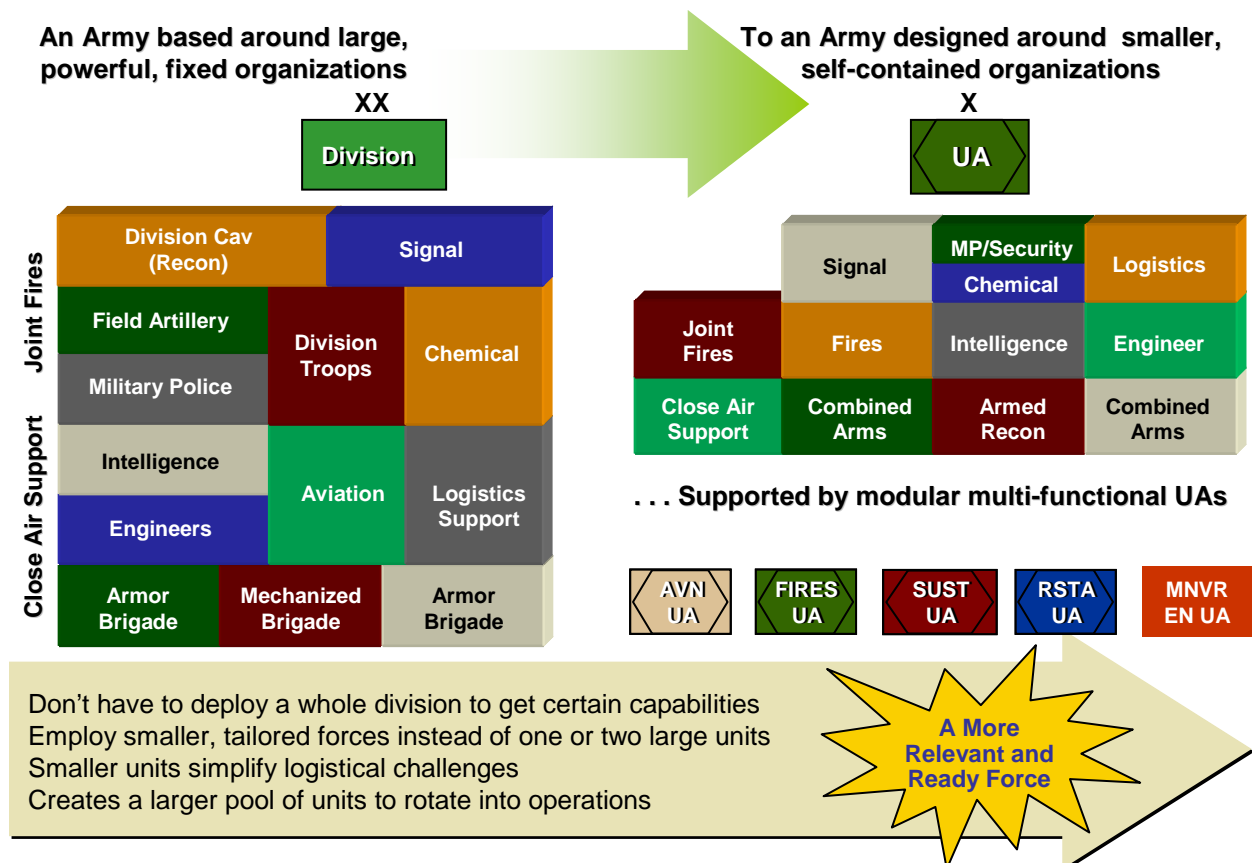 An Army based around large,
powerful, fixed organizations
XX
Division
To an Army designed around smaller,
self-contained organizations
X
UA
Joint Fires
Close Air Support
Division Cav
(Recon)
Signal
Field Artillery
Military Police
Division
Troops
Chemical
Intelligence
Engineers
Aviation
Logistics
Support
Armor
Brigade
Mechanized
Brigade
Armor
Brigade
Signal
MP/Security
Chemical
Logistics
Joint
Fires
Fires
Intelligence
Engineer
Close Air
Support
Combined
Arms
Armed
Recon
Combined
Arms
. . . Supported by modular multi-functional UAs
AVN
UA
FIRES
UA
SUST
UA
RSTA
UA
MNVR
EN UA
Don’t have to deploy a whole division to get certain capabilities
Employ smaller, tailored forces instead of one or two large units
Smaller units simplify logistical challenges
Creates a larger pool of units to rotate into operations
A More
Relevant and
Ready Force